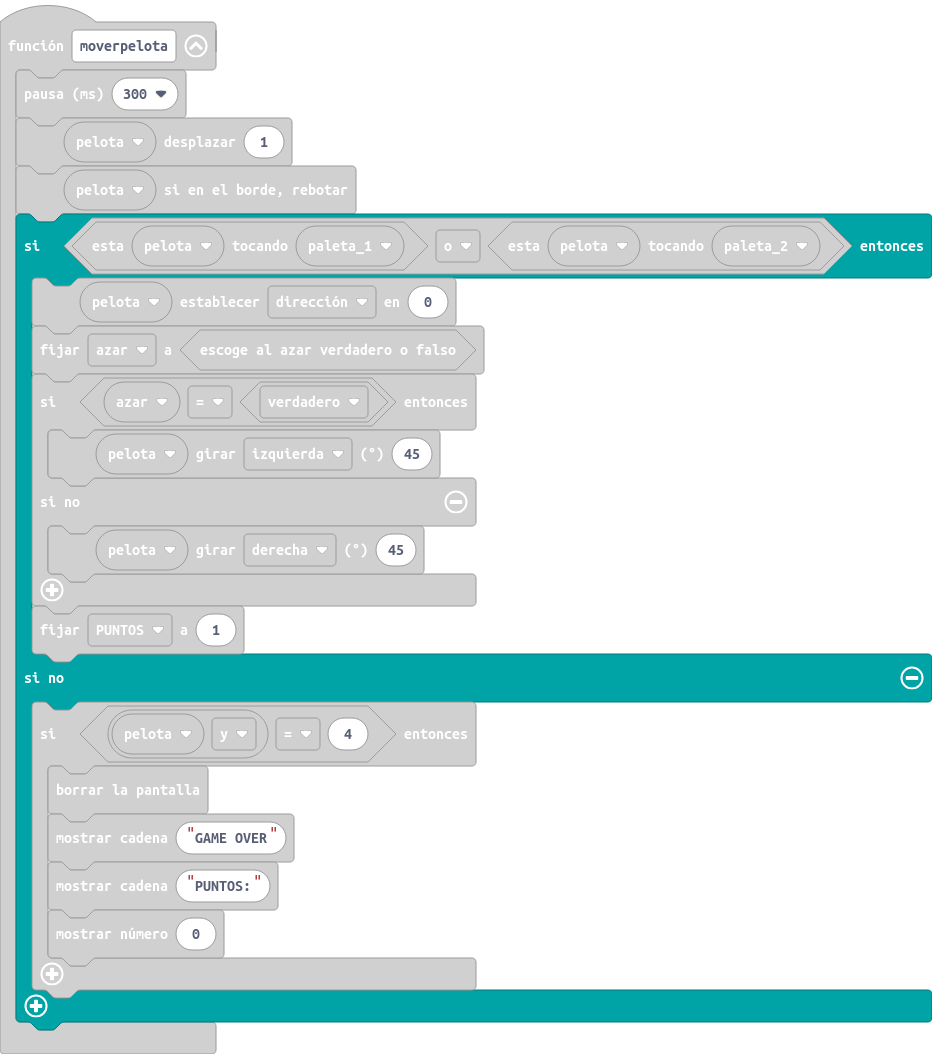 función moverpelota
pausa (ms) 300
pelota desplazar 1
pelota si en el borde, rebotar
si esta pelota tocando paleta_1 o esta pelota tocando paleta_2 entonces
pelota establecer dirección en 0
fijar azar a escoge al azar verdadero o falso
si azar = verdadero entonces
pelota girar izquierda (°) 45
si no
pelota girar derecha (°) 45
fijar PUNTOS a 1
si no
si pelota y = 4 entonces
borrar la pantalla
mostrar cadena "GAME OVER"
mostrar cadena "PUNTOS:"
mostrar número 0